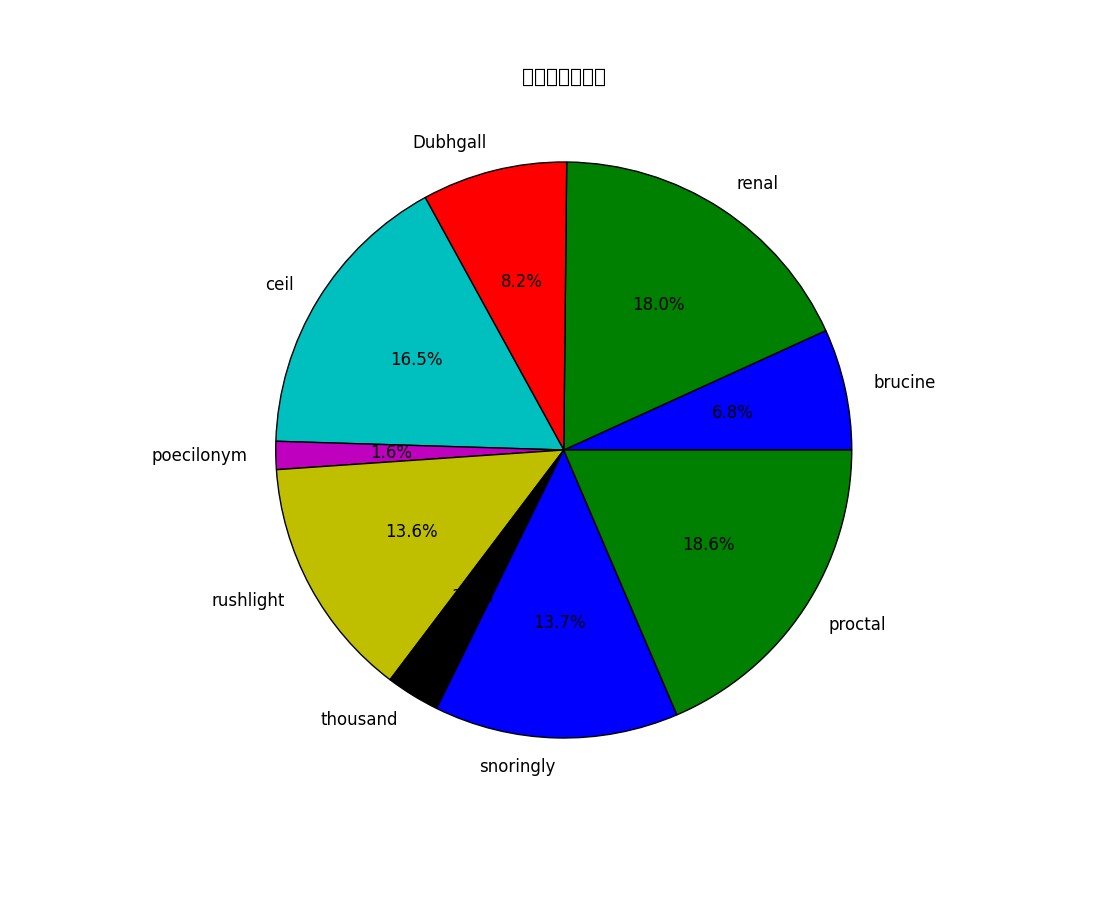 Dubhgall
renal
ceil
brucine
poecilonym
rushlight
thousand
snoringly
proctal
8.2%
18.0%
16.5%
6.8%
1.6%
13.6%
13.7%
18.6%